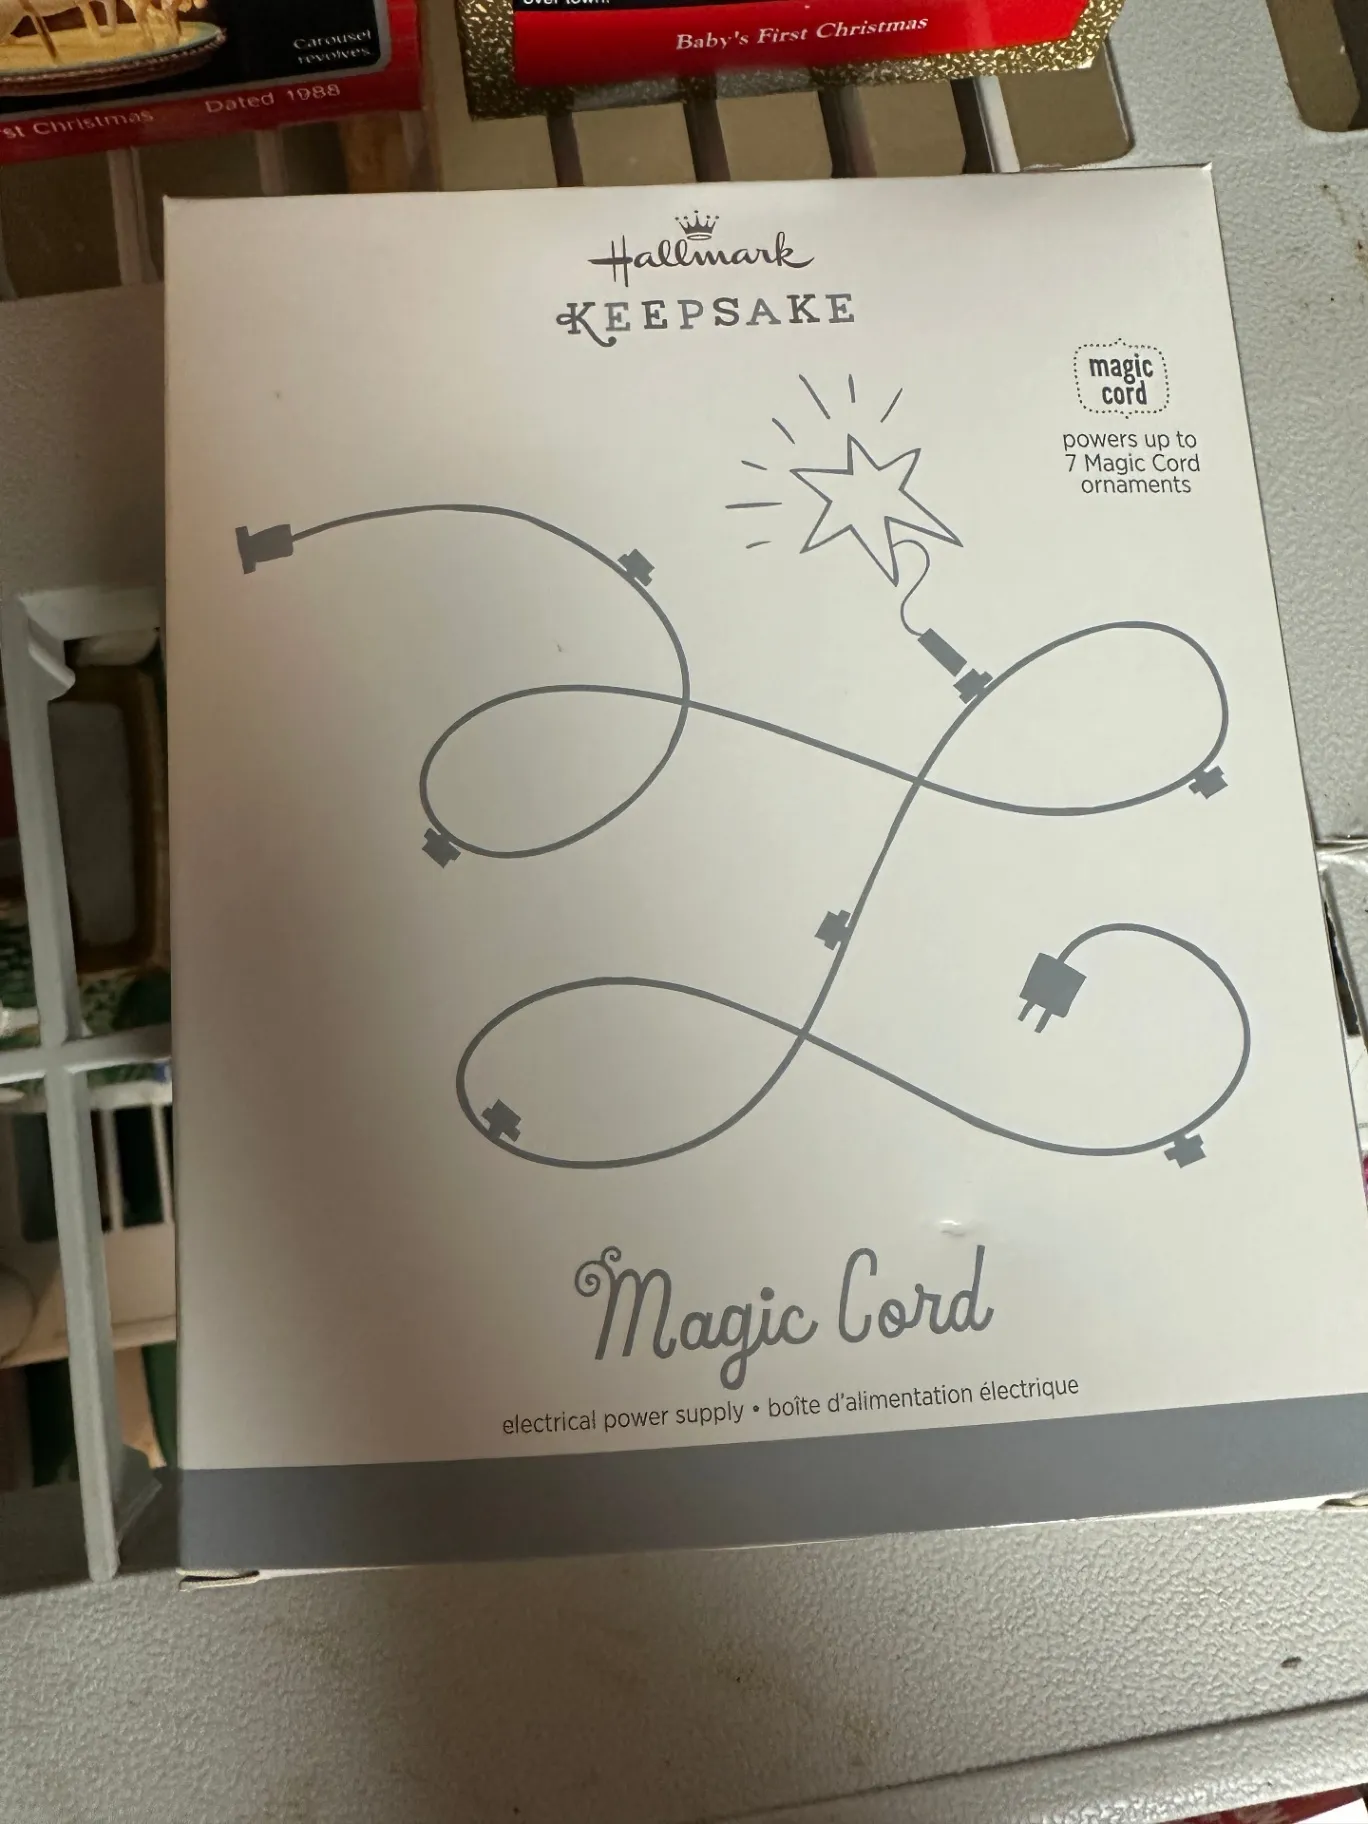 Carousel
revolves
st Christmas Dated 1988
Baby's First Christmas
Hallmark
KEEPSAKE
magic
cord
powers up to
7 Magic Cord
ornaments
Magic Cord
electrical power supply • boîte d'alimentation électrique